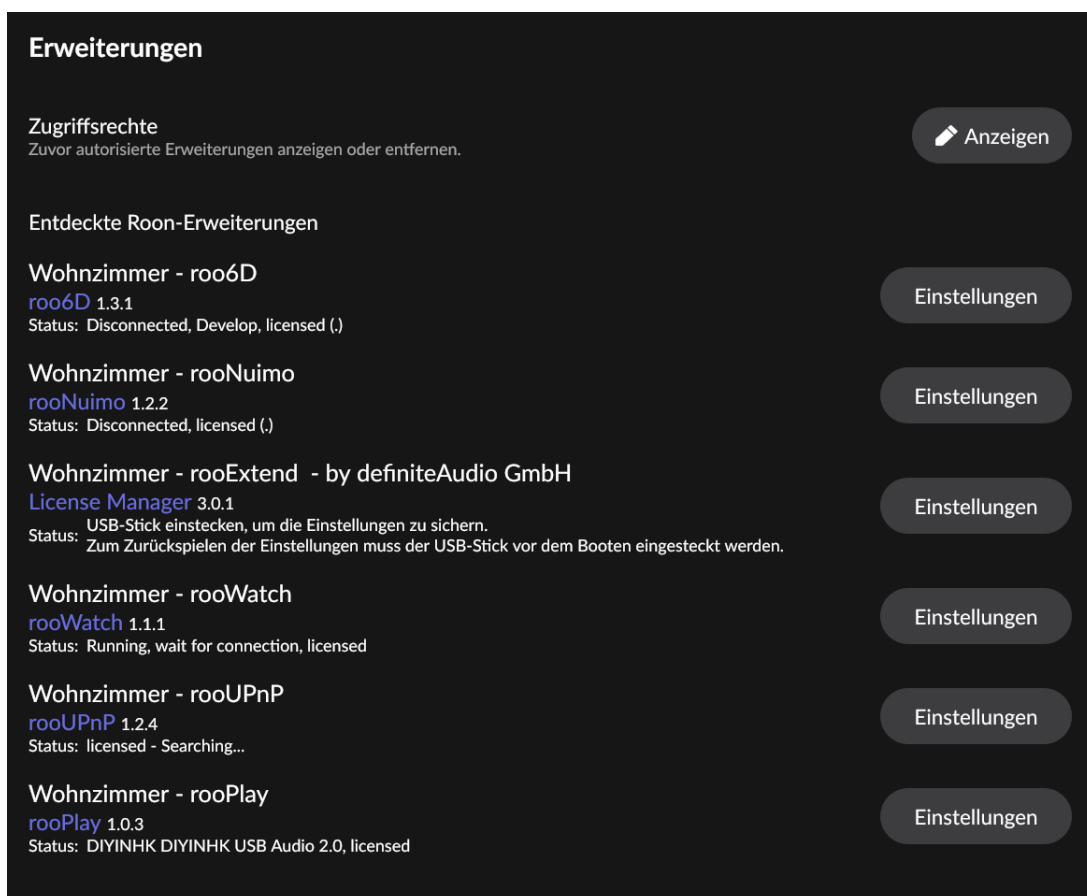 Erweiterungen
Zugriffsrechte
Zuvor autorisierte Erweiterungen anzeigen oder entfernen.
Anzeigen
Entdeckte Roon-Erweiterungen
Wohnzimmer - roo6D
roo6D 1.3.1
Status: Disconnected, Develop, licensed (.)
Einstellungen
Wohnzimmer - rooNuimo
rooNuimo 1.2.2
Status: Disconnected, licensed (.)
Einstellungen
Wohnzimmer - rooExtend  - by definiteAudio GmbH
License Manager 3.0.1
Status: USB-Stick einstecken, um die Einstellungen zu sichern.
Zum Zurückspielen der Einstellungen muss der USB-Stick vor dem Booten eingesteckt werden.
Einstellungen
Wohnzimmer - rooWatch
rooWatch 1.1.1
Status: Running, wait for connection, licensed
Einstellungen
Wohnzimmer - rooUPnP
rooUPnP 1.2.4
Status: licensed - Searching...
Einstellungen
Wohnzimmer - rooPlay
rooPlay 1.0.3
Status: DIYINHK DIYINHK USB Audio 2.0, licensed
Einstellungen